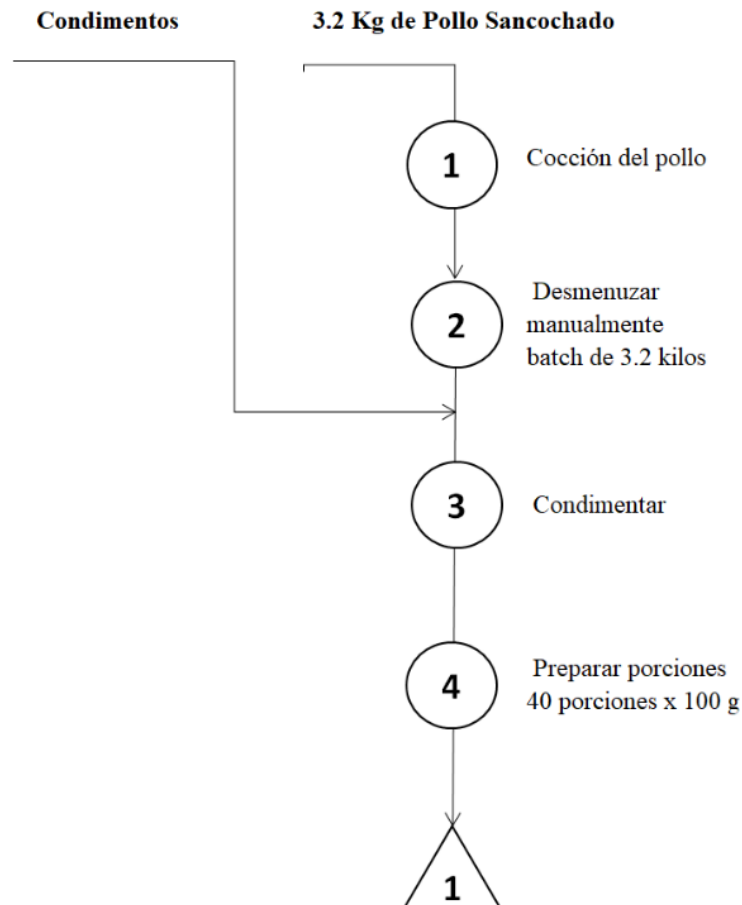 Condimentos
3.2 Kg de Pollo Sancochado
1
Cocción del pollo
2
Desmenuzar
manualmente
batch de 3.2 kilos
3
Condimentar
4
Preparar porciones
40 porciones x 100 g
1